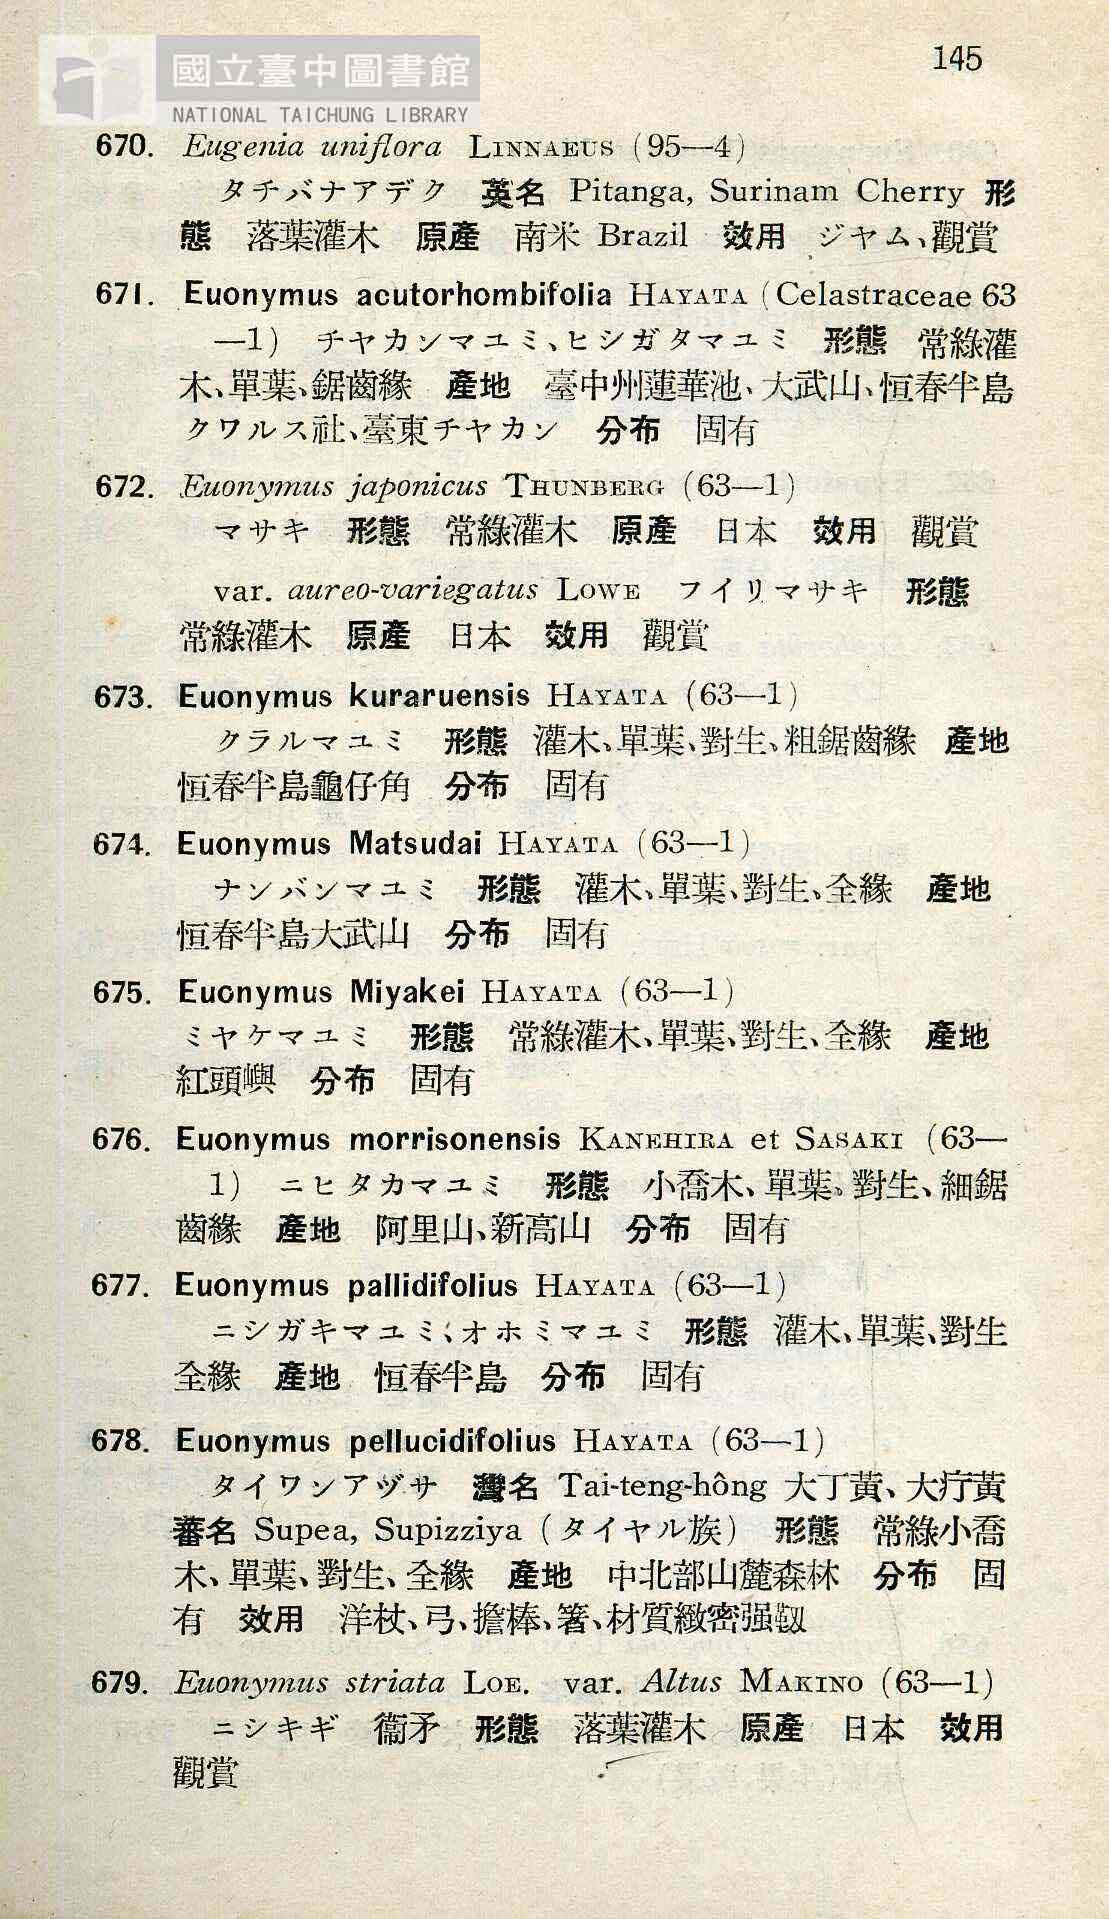 國立臺中圖書館
NATIONAL TAICHUNG LIBRARY
145
670. Eugenia uniflora LINNAEUS (95—4)
タチバナアデク 英名 Pitanga, Surinam Cherry 形
態 落葉灌木 原產 南米 Brazil 效用 ジヤム、觀賞
671. Euonymus acutorhombifolia HAYATA (Celastraceae 63
—1) チヤカンマユミ、ヒシガタマユミ 形態 常綠灌
木、單葉、鋸齒緣 產地 臺中州蓮華池、大武山、恒春半島
クワルス社、臺東チヤカン 分布 固有
672. Euonymus japonicus THUNBERG (63—1)
マサキ 形態 常綠灌木 原產 日本 效用 觀賞
var. aureo-variegatus LOWE フイリマサキ 形態
常綠灌木 原產 日本 效用 觀賞
673. Euonymus kuraruensis HAYATA (63—1)
クラルマユミ 形態 灌木、單葉、對生、粗鋸齒緣 產地
恒春半島龜仔角 分布 固有
674. Euonymus Matsudai HAYATA (63—1)
ナンバンマユミ 形態 灌木、單葉、對生、全緣 產地
恒春半島大武山 分布 固有
675. Euonymus Miyakei HAYATA (63—1)
ミヤケマユミ 形態 常綠灌木、單葉、對生、全緣 產地
紅頭嶼 分布 固有
676. Euonymus morrisonensis KANEHIRA et SASAKI (63—
1) ニヒタカマユミ 形態 小喬木、單葉、對生、細鋸
齒緣 產地 阿里山、新高山 分布 固有
677. Euonymus pallidifolius HAYATA (63—1)
ニシガキマユミ、オホミマユミ 形態 灌木、單葉、對生
全緣 產地 恒春半島 分布 固有
678. Euonymus pellucidifolius HAYATA (63—1)
タイワンアヅサ 灣名 Tai-teng-hông 大丁黃、大疔黃
蕃名 Supea, Supizziya (タイヤル族) 形態 常綠小喬
木、單葉、對生、全緣 產地 中北部山麓森林 分布 固
有 效用 洋杖、弓、擔棒、箸、材質緻密强靱
679. Euonymus striata LOE. var. Altus MAKINO (63—1)
ニシキギ 衞矛 形態 落葉灌木 原產 日本 效用
觀賞